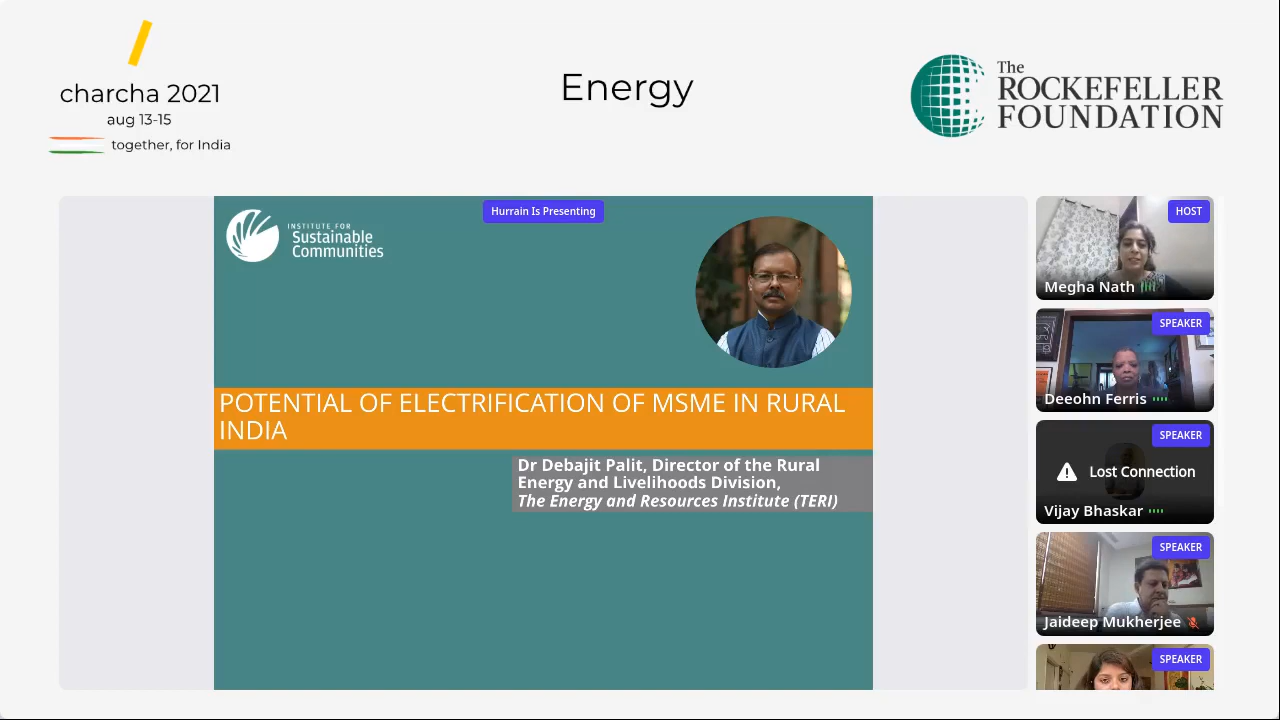 charcha 2021
aug 13-15
together, for India
Energy
The
ROCKEFELLER
FOUNDATION
Hurrain Is Presenting
INSTITUTE FOR
Sustainable
Communities
POTENTIAL OF ELECTRIFICATION OF MSME IN RURAL
INDIA
Dr Debajit Palit, Director of the Rural
Energy and Livelihoods Division,
The Energy and Resources Institute (TERI)
HOST
Megha Nath
SPEAKER
Deeohn Ferris
SPEAKER
Lost Connection
Vijay Bhaskar
SPEAKER
Jaideep Mukherjee
SPEAKER